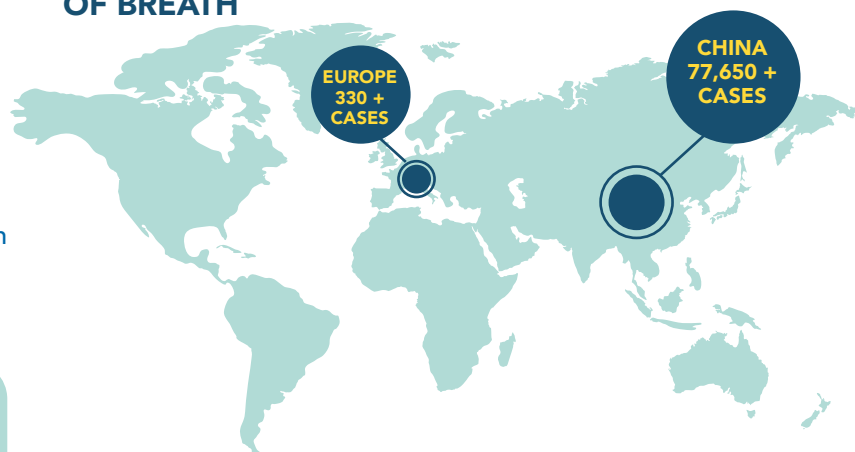 OF BREATH
EUROPE
330 +
CASES
CHINA
77,650 +
CASES